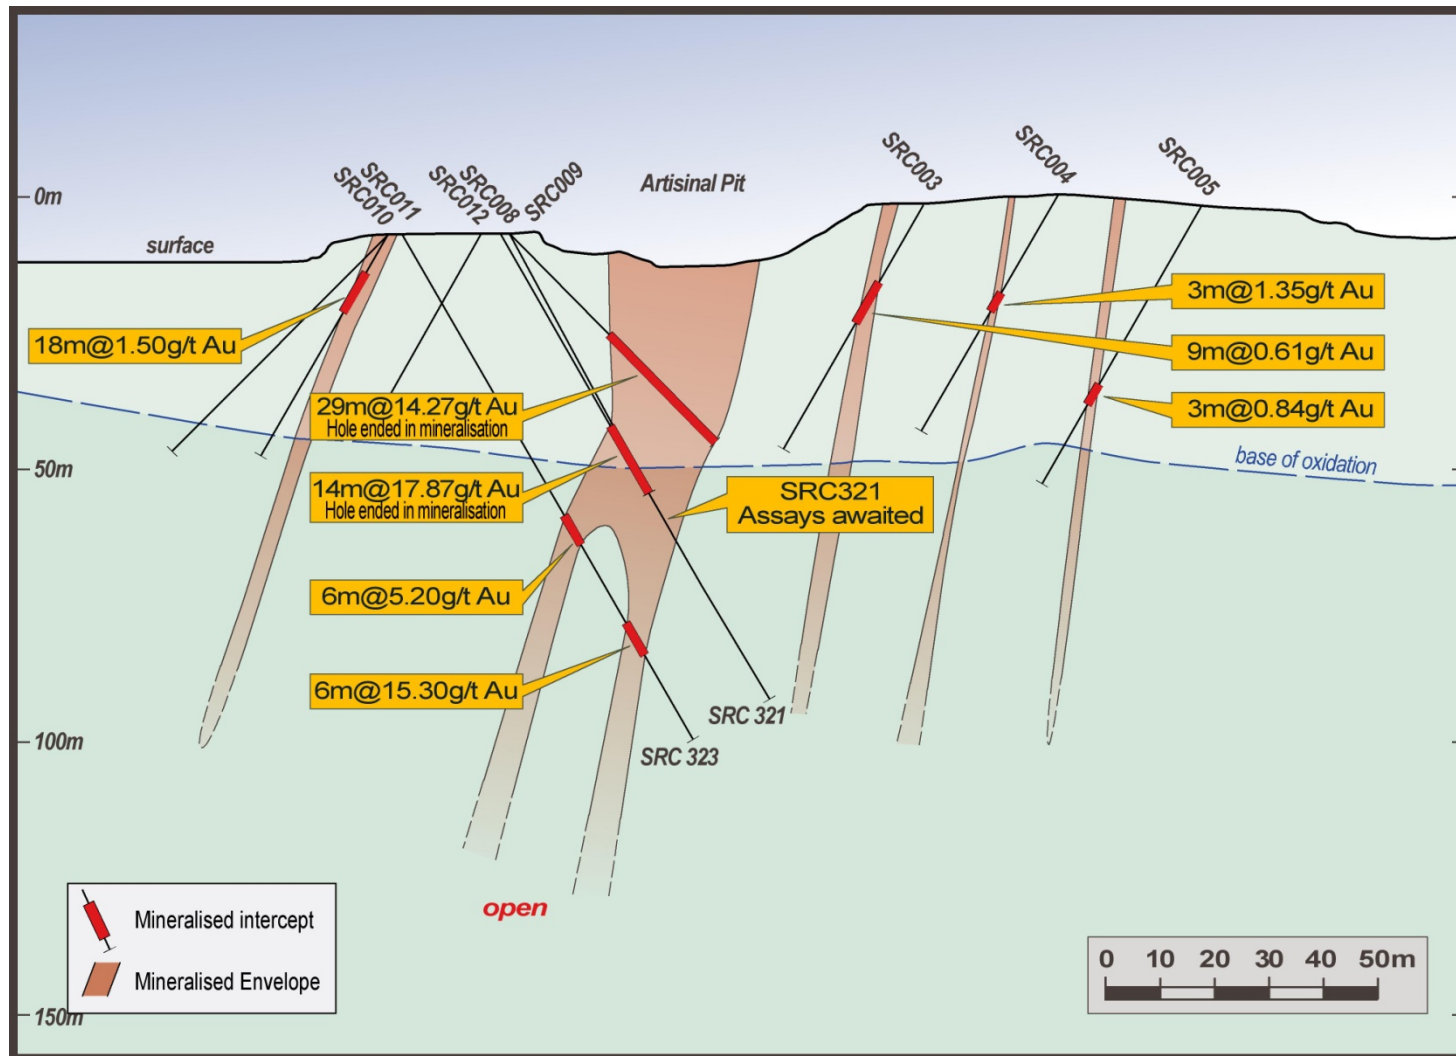 SRC010
SRC011
SRC012
SRC008
SRC009
Artisinal Pit
SRC003
SRC004
SRC005
0m
surface
18m@1.50g/t Au
3m@1.35g/t Au
9m@0.61g/t Au
3m@0.84g/t Au
29m@14.27g/t Au
Hole ended in mineralisation
50m
base of oxidation
14m@17.87g/t Au
Hole ended in mineralisation
SRC321
Assays awaited
6m@5.20g/t Au
6m@15.30g/t Au
SRC 321
SRC 323
100m
open
Mineralised intercept
Mineralised Envelope
0 10 20 30 40 50m
150m